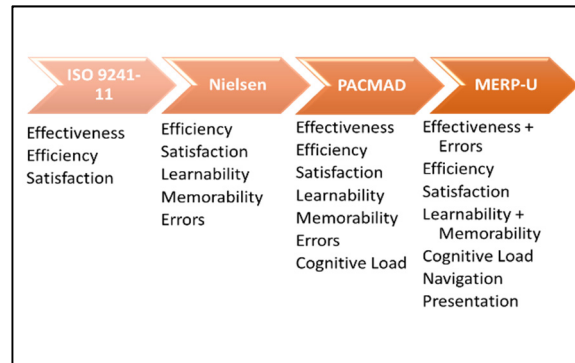 ISO 9241-
11
Effectiveness
Efficiency
Satisfaction
Nielsen
Efficiency
Satisfaction
Learnability
Memorability
Errors
PACMAD
Effectiveness
Efficiency
Satisfaction
Learnability
Memorability
Errors
Cognitive Load
MERP-U
Effectiveness +
Errors
Efficiency
Satisfaction
Learnability +
Memorability
Cognitive Load
Navigation
Presentation